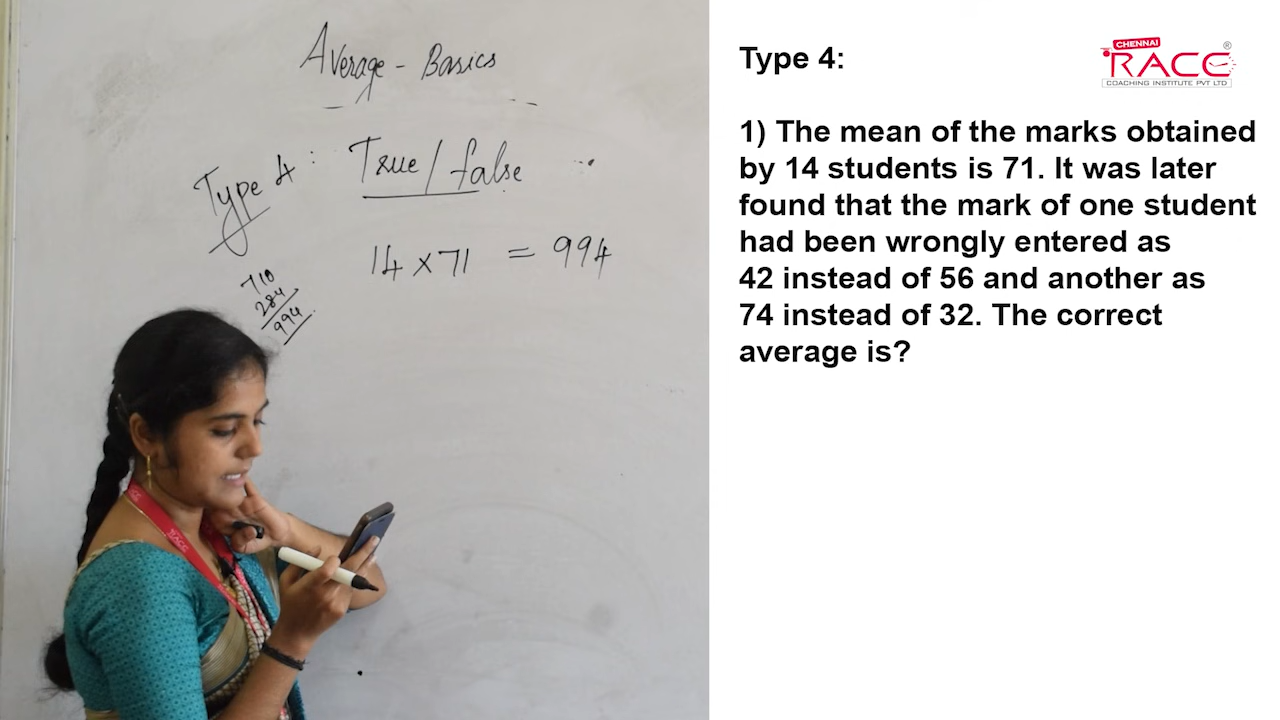 Average - Basics
Type 4 : True / false
14 x 71 = 994
710
284
994
RACE
Type 4:
CHENNAI
RACE®
COACHING INSTITUTE PVT LTD
1) The mean of the marks obtained
by 14 students is 71. It was later
found that the mark of one student
had been wrongly entered as
42 instead of 56 and another as
74 instead of 32. The correct
average is?